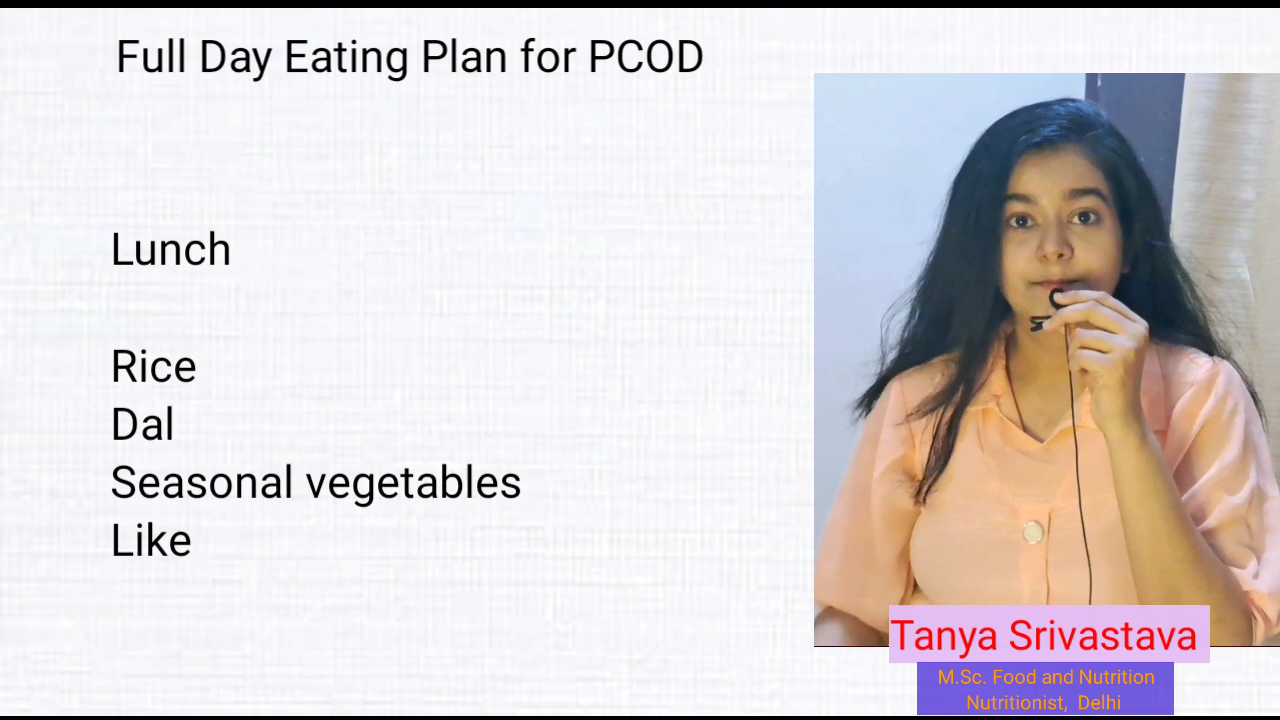 Full Day Eating Plan for PCOD
Lunch
Rice
Dal
Seasonal vegetables
Like
Tanya Srivastava
M.Sc. Food and Nutrition
Nutritionist, Delhi